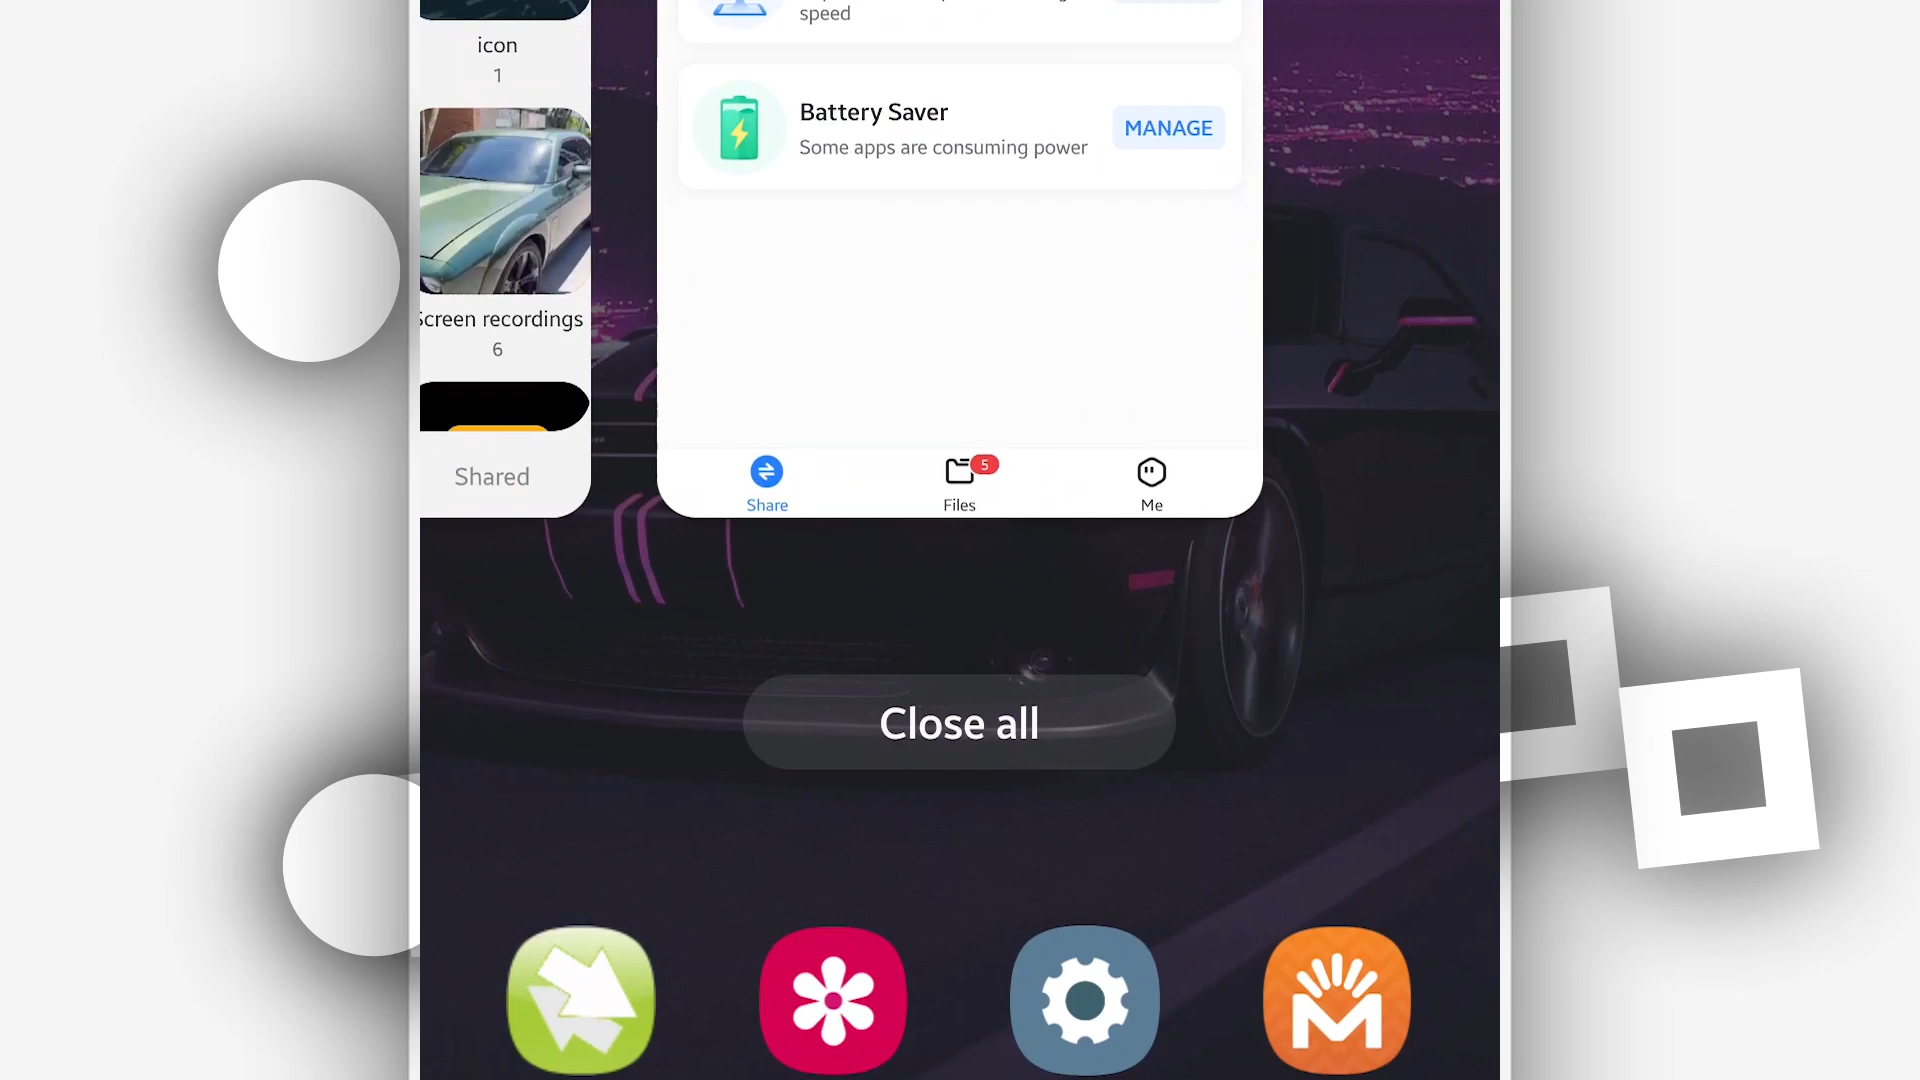 icon
1
Screen recordings
6
Shared
speed
Battery Saver
Some apps are consuming power
MANAGE
Share
5
Files
Me
Close all